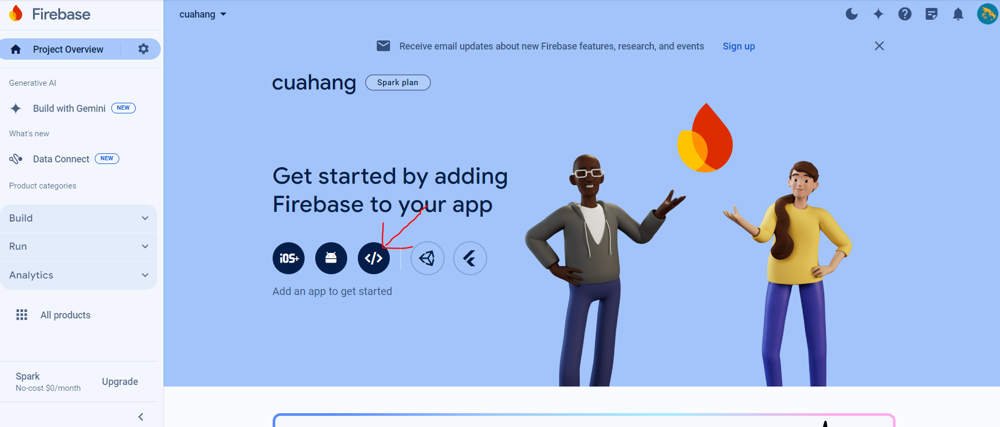 Firebase
cuahang
Project Overview
Receive email updates about new Firebase features, research, and events Sign up
Generative AI
Build with Gemini NEW
What's new
Data Connect NEW
Product categories
Build
Run
Analytics
All products
Spark
No-cost $0/month
Upgrade
cuahang Spark plan
Get started by adding
Firebase to your app
iOS+
</>
Add an app to get started